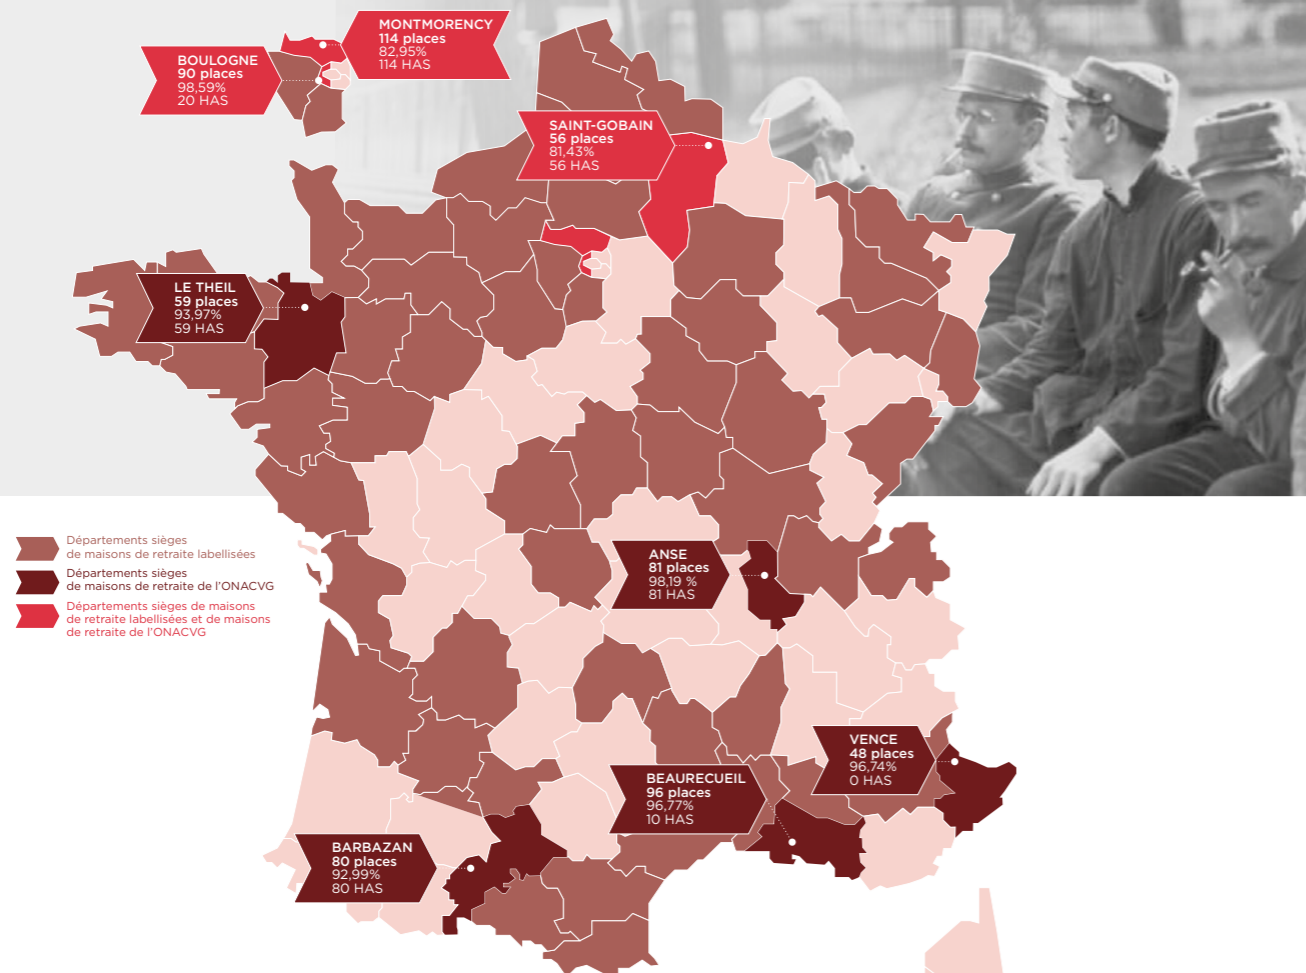 MONTMORENCY
114 places
82,95%
114 HAS
BOULOGNE
90 places
98,59%
20 HAS
SAINT-GOBAIN
56 places
81,43%
56 HAS
LE THEIL
59 places
93,97%
59 HAS
Départements sièges
de maisons de retraite labellisées
Départements sièges
de maisons de retraite de l'ONACVG
Départements sièges de maisons
de retraite labellisées et de maisons
de retraite de l'ONACVG
ANSE
81 places
98,19 %
81 HAS
VENCE
48 places
96,74%
0 HAS
BEAURECUEIL
96 places
96,77%
10 HAS
BARBAZAN
80 places
92,99%
80 HAS